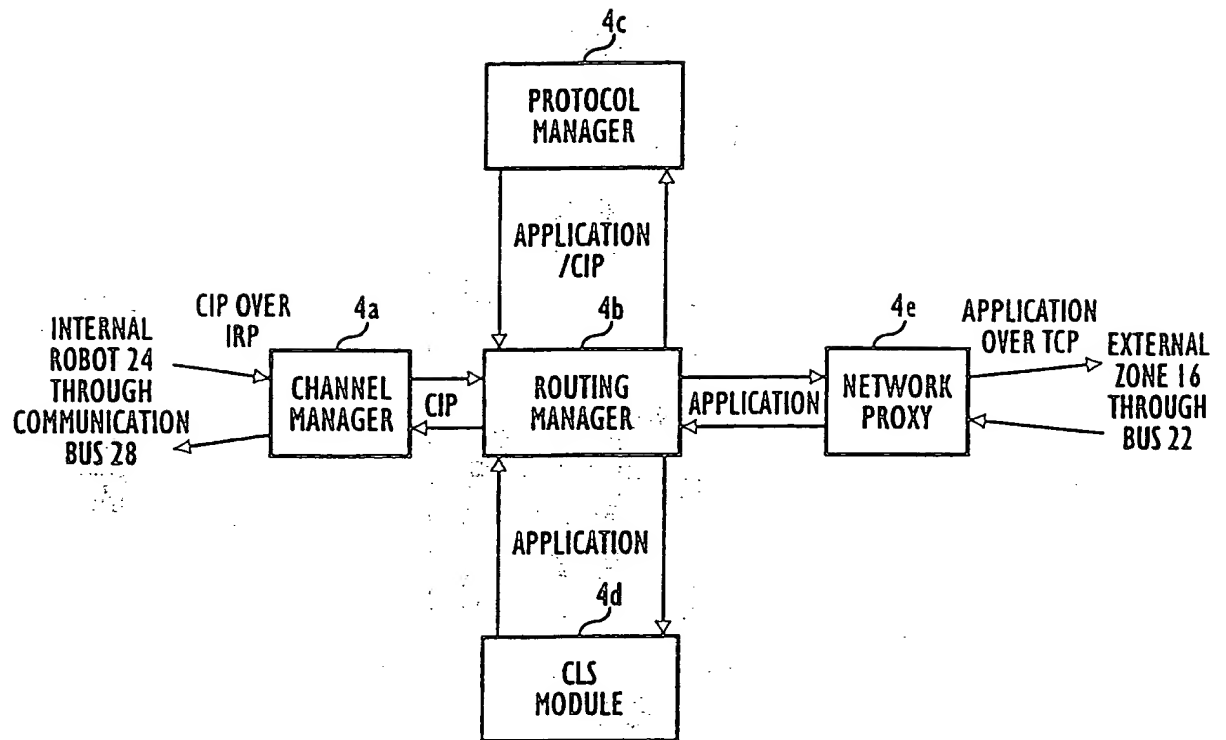 4c
PROTOCOL
MANAGER
APPLICATION
/CIP
CIP OVER
IRP
4a
4b
4e
APPLICATION
OVER TCP
INTERNAL
ROBOT 24
THROUGH
COMMUNICATION
BUS 28
CHANNEL
MANAGER
CIP
ROUTING
MANAGER
APPLICATION
NETWORK
PROXY
EXTERNAL
ZONE 16
THROUGH
BUS 22
APPLICATION
4d
CLS
MODULE